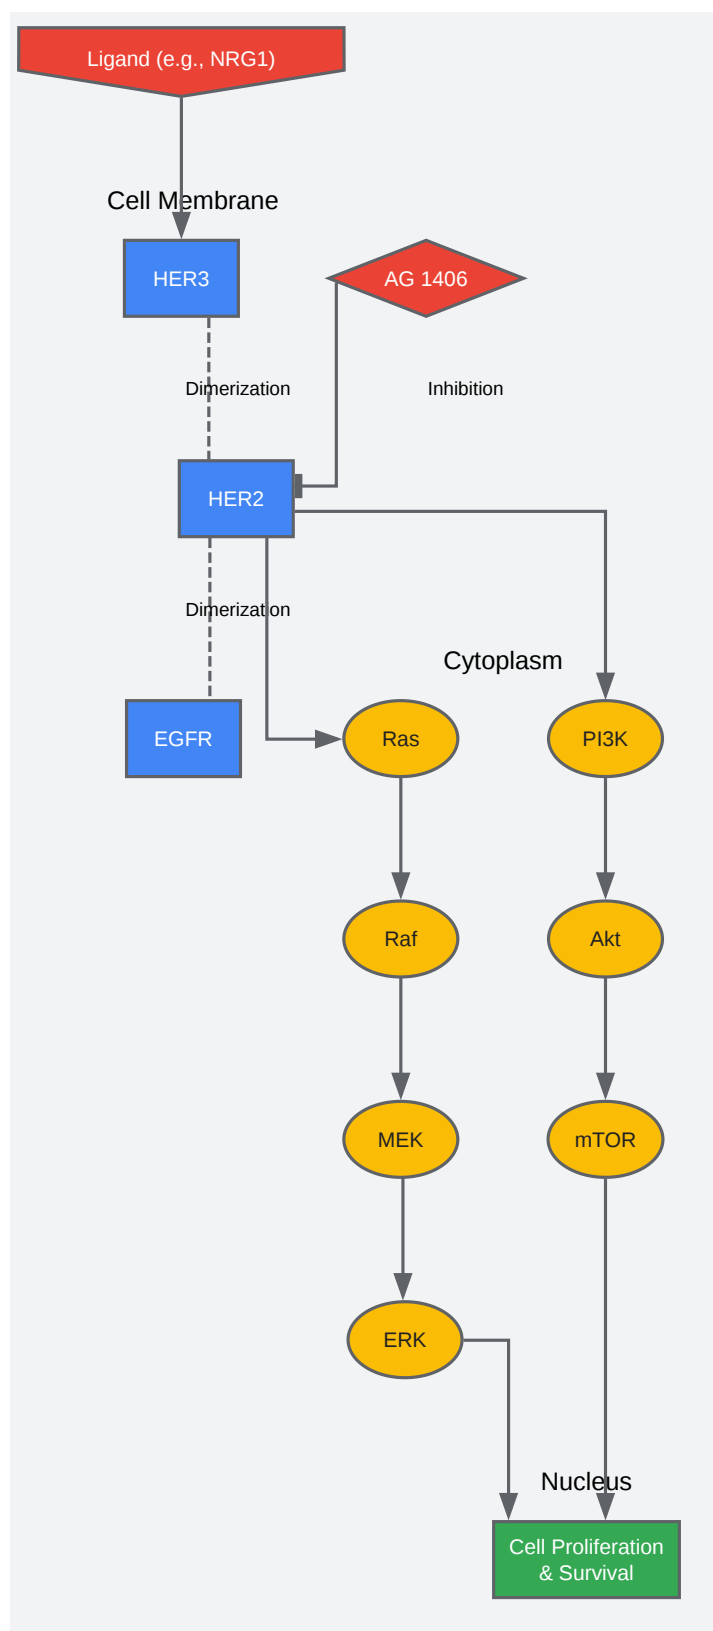 Ligand (e.g., NRG1)
Cell Membrane
HER3
AG 1406
Dimerization
Inhibition
HER2
Dimerization
Cytoplasm
EGFR
Ras
PI3K
Raf
Akt
MEK
mTOR
ERK
Nucleus
Cell Proliferation
& Survival